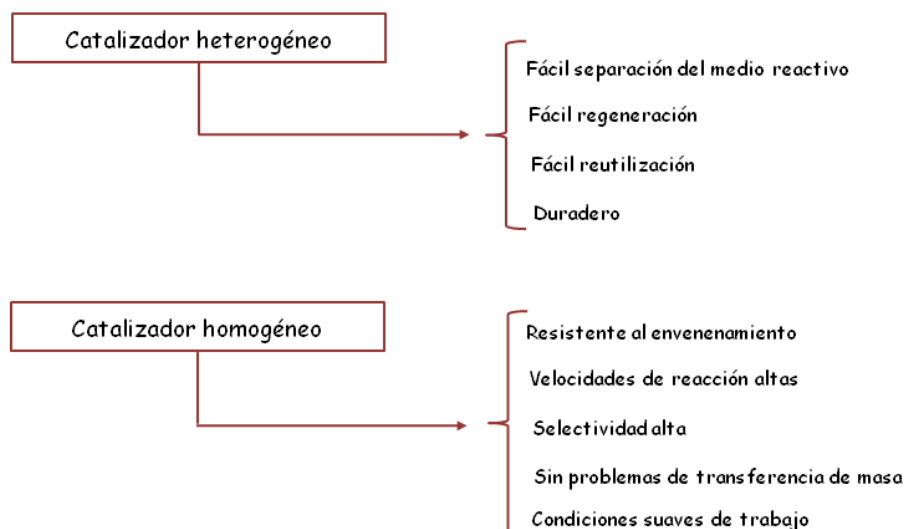 Catalizador heterogéneo
Fácil separación del medio reactivo
Fácil regeneración
Fácil reutilización
Duradero
Catalizador homogéneo
Resistente al envenenamiento
Velocidades de reacción altas
Selectividad alta
Sin problemas de transferencia de masa
Condiciones suaves de trabajo